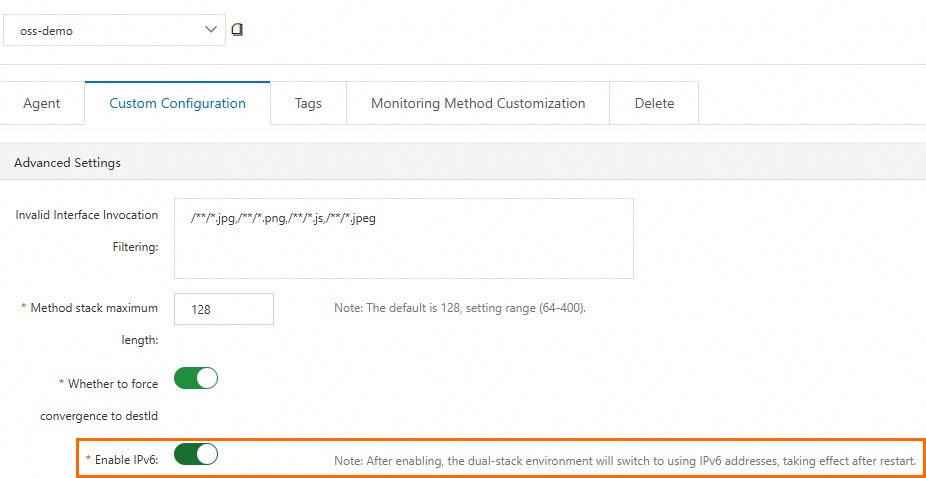 oss-demo
Agent
Custom Configuration
Tags
Monitoring Method Customization
Delete
Advanced Settings
Invalid Interface Invocation
Filtering:
/**/*.jpg,/**/*.png,/**/*.js,/**/*.jpeg
* Method stack maximum
length:
128
Note: The default is 128, setting range (64-400).
* Whether to force
convergence to destId
* Enable IPv6:
Note: After enabling, the dual-stack environment will switch to using IPv6 addresses, taking effect after restart.